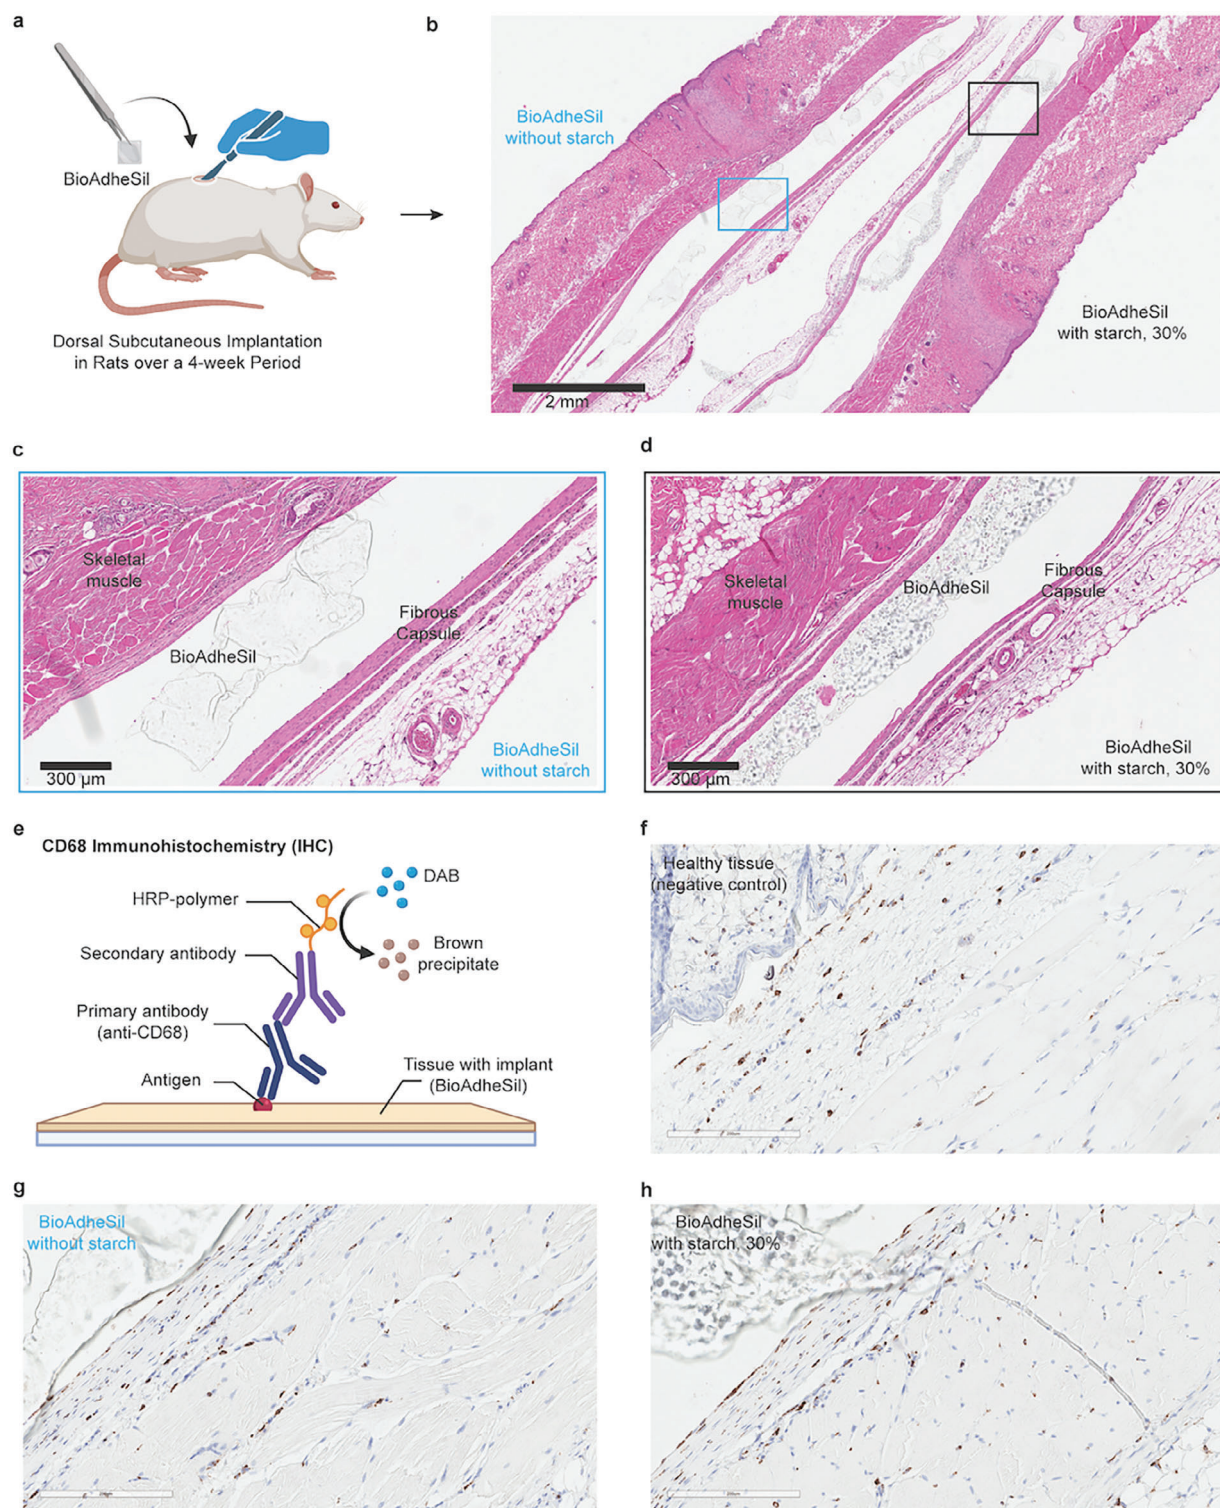 a
BioAdheSil
Dorsal Subcutaneous Implantation
in Rats over a 4-week Period
b
BioAdheSil
without starch
BioAdheSil
with starch, 30%
2 mm
c
Skeletal
muscle
BioAdheSil
Fibrous
Capsule
BioAdheSil
without starch
300 µm
d
Skeletal
muscle
BioAdheSil
Fibrous
Capsule
BioAdheSil
with starch, 30%
300 µm
e
CD68 Immunohistochemistry (IHC)
DAB
HRP-polymer
Brown
precipitate
Secondary antibody
Primary antibody
(anti-CD68)
Antigen
Tissue with implant
(BioAdheSil)
f
Healthy tissue
(negative control)
g
BioAdheSil
without starch
h
BioAdheSil
with starch, 30%